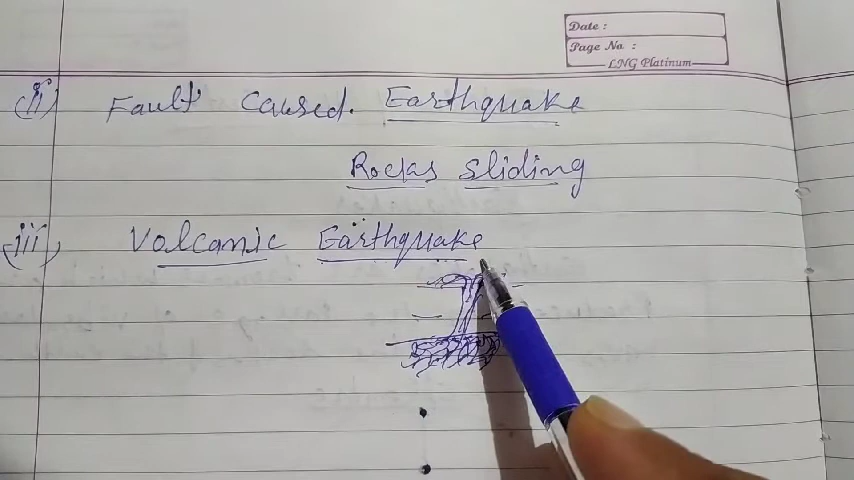 Date :
Page No :
LNG Platinum
(ii) Fault Caused. Earthquake
Rocks sliding
(iii) Volcanic Earthquake